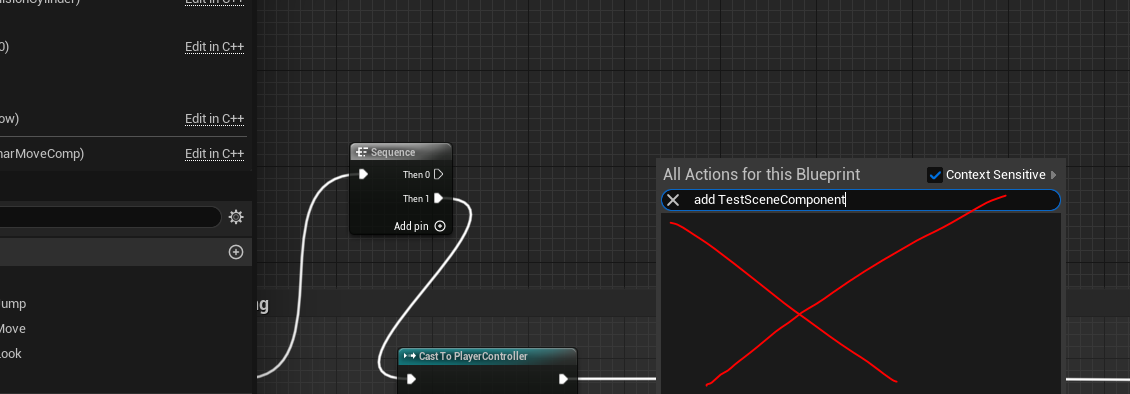 Edit in C++
0)
Edit in C++
ow)
Edit in C++
harMoveComp)
Edit in C++
Sequence
Then 0
Then 1
Add pin
All Actions for this Blueprint
Context Sensitive
add TestSceneComponent
ng
ump
Move
Look
Cast To PlayerController